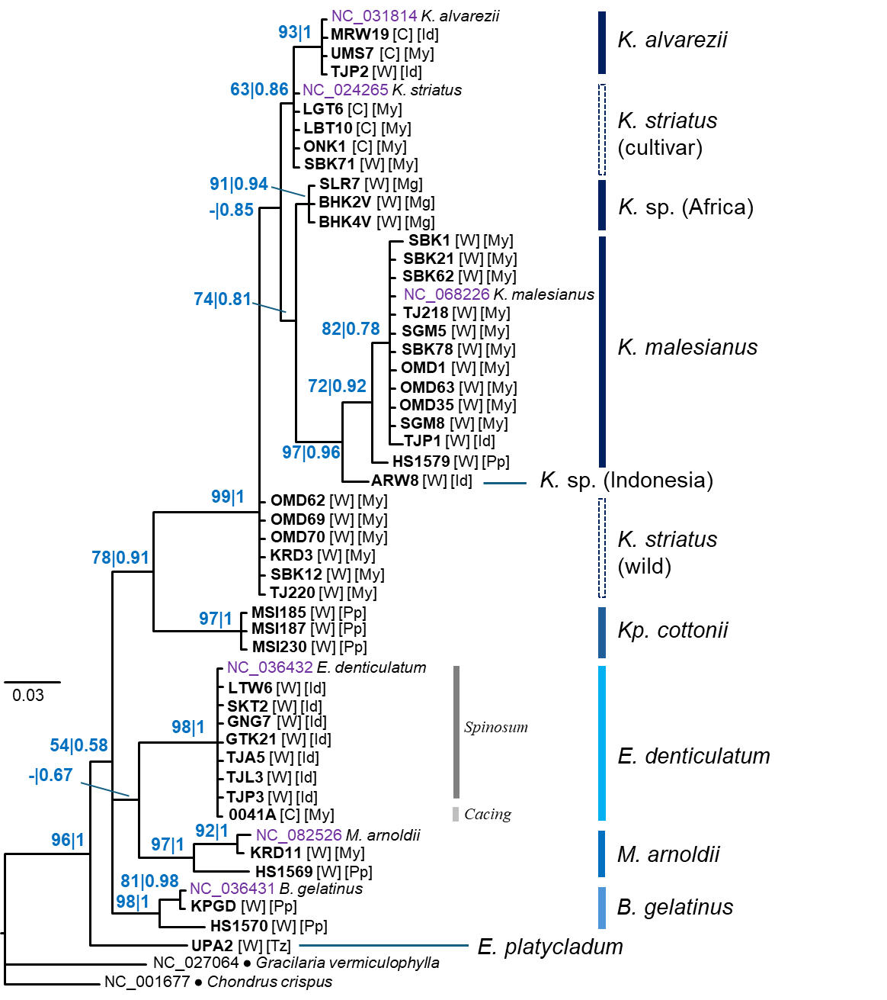 NC_031814 K. alvarezii
93|1
MRW19 [C] [Id]
UMS7 [C] [My]
TJP2 [W] [Id]
K. alvarezii
63|0.86
NC_024265 K. striatus
LGT6 [C] [My]
LBT10 [C] [My]
ONK1 [C] [My]
SBK71 [W] [My]
K. striatus
(cultivar)
91|0.94
-|0.85
SLR7 [W] [Mg]
BHK2V [W] [Mg]
BHK4V [W] [Mg]
K. sp. (Africa)
74|0.81
SBK1 [W] [My]
SBK21 [W] [My]
SBK62 [W] [My]
NC_068226 K. malesianus
TJ218 [W] [My]
82|0.78
SGM5 [W] [My]
SBK78 [W] [My]
OMD1 [W] [My]
72|0.92
OMD63 [W] [My]
OMD35 [W] [My]
SGM8 [W] [My]
TJP1 [W] [Id]
97|0.96
HS1579 [W] [Pp]
K. malesianus
ARW8 [W] [Id]
K. sp. (Indonesia)
99|1
OMD62 [W] [My]
OMD69 [W] [My]
OMD70 [W] [My]
KRD3 [W] [My]
SBK12 [W] [My]
TJ220 [W] [My]
K. striatus
(wild)
78|0.91
97|1
MSI185 [W] [Pp]
MSI187 [W] [Pp]
MSI230 [W] [Pp]
Kp. cottonii
0.03
NC_036432 E. denticulatum
LTW6 [W] [Id]
SKT2 [W] [Id]
GNG7 [W] [Id]
98|1
GTK21 [W] [Id]
TJA5 [W] [Id]
TJL3 [W] [Id]
TJP3 [W] [Id]
0041A [C] [My]
Spinosum
Cacing
E. denticulatum
54|0.58
-|0.67
96|1
92|1
97|1
NC_082526 M. arnoldii
KRD11 [W] [My]
HS1569 [W] [Pp]
M. arnoldii
81|0.98
98|1
NC_036431 B. gelatinus
KPGD [W] [Pp]
HS1570 [W] [Pp]
B. gelatinus
UPA2 [W] [Tz]
E. platycladum
NC_027064 ● Gracilaria vermiculophylla
NC_001677 ● Chondrus crispus